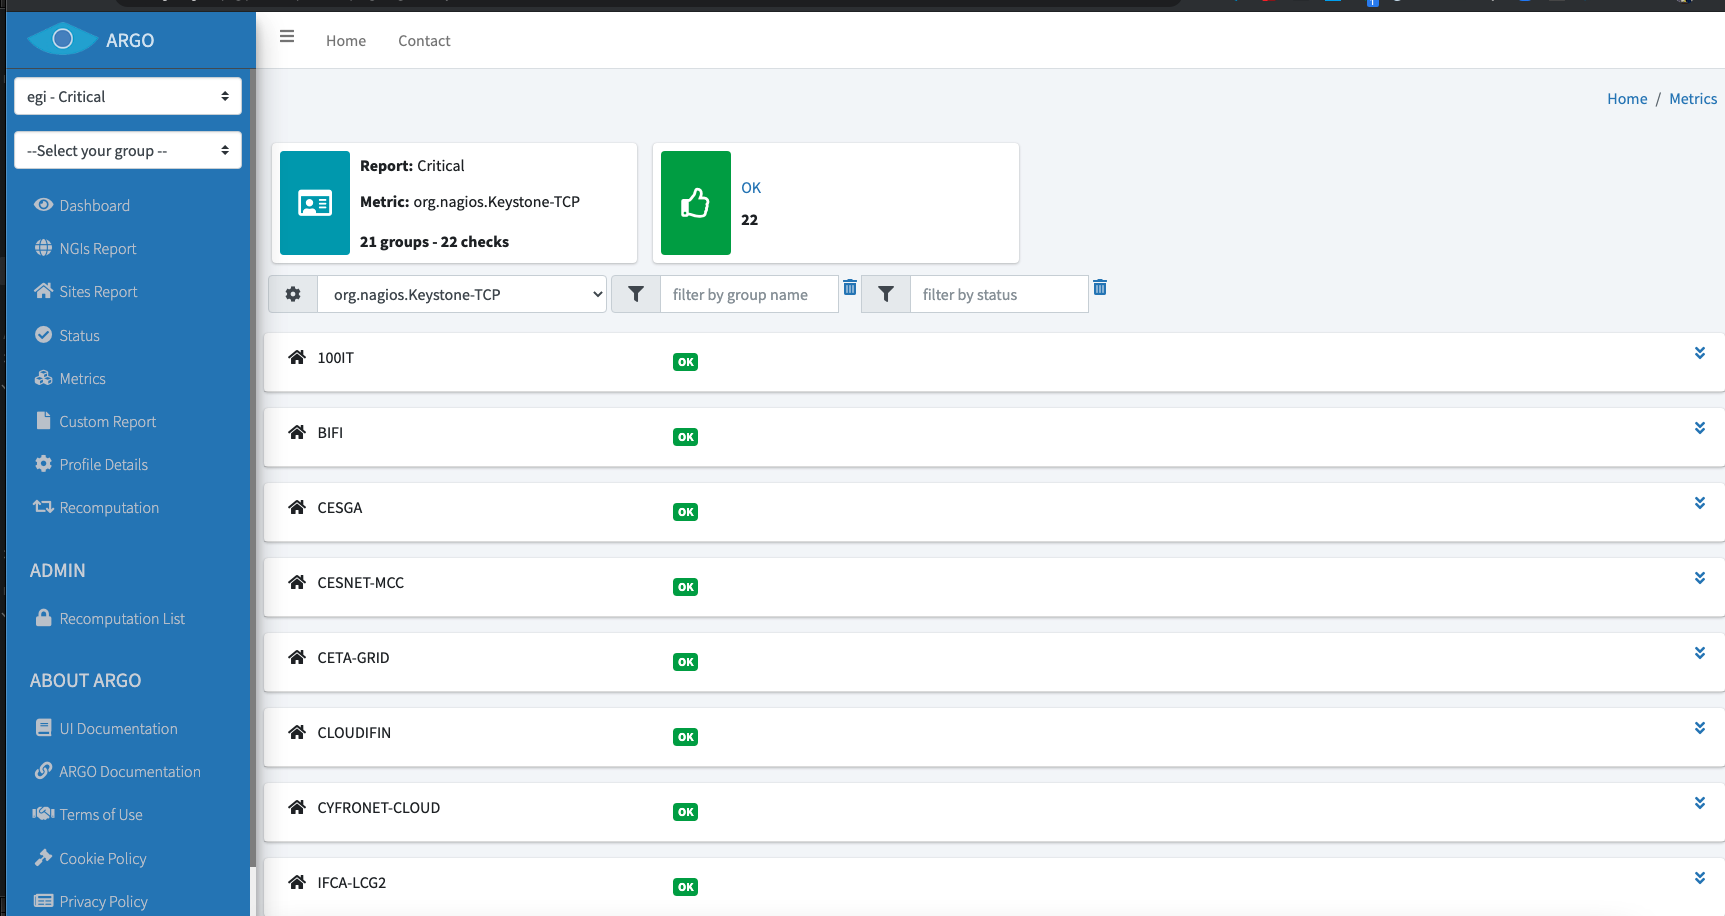 ARGO
Home
Contact
egi - Critical
--Select your group --
Home / Metrics
Dashboard
NGIs Report
Sites Report
Status
Metrics
Custom Report
Profile Details
Recomputation
ADMIN
Recomputation List
ABOUT ARGO
UI Documentation
ARGO Documentation
Terms of Use
Cookie Policy
Privacy Policy
Report: Critical
Metric: org.nagios.Keystone-TCP
21 groups - 22 checks
OK
22
org.nagios.Keystone-TCP
filter by group name
filter by status
100IT OK
BIFI OK
CESGA OK
CESNET-MCC OK
CETA-GRID OK
CLOUDIFIN OK
CYFRONET-CLOUD OK
IFCA-LCG2 OK